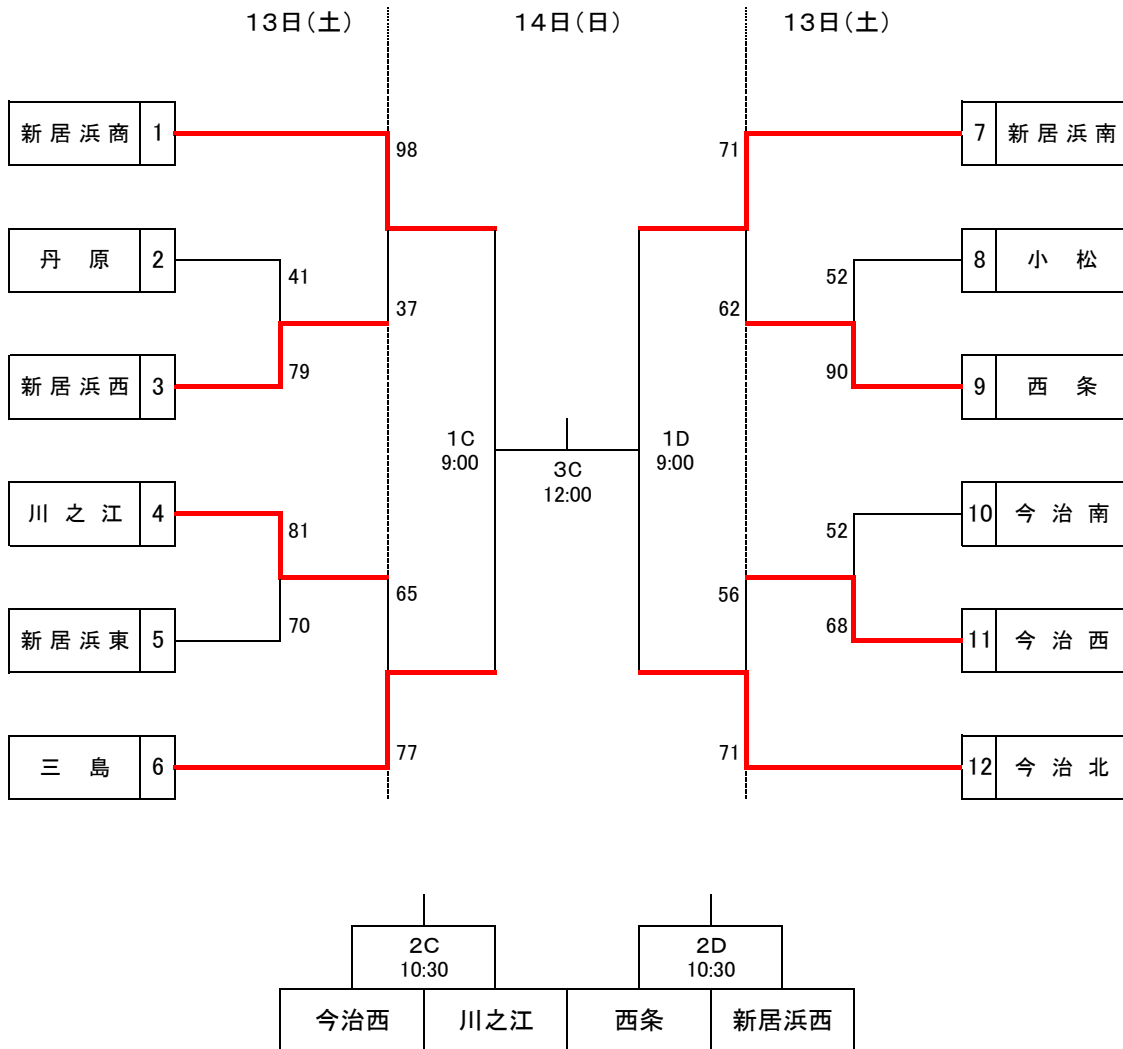 13日(土) 14日(日) 13日(土)
新居浜商 1 98 71 7 新居浜南
丹原 2 41 52 8 小松
37 62
新居浜西 3 79 90 9 西条
1C 1D
9:00 9:00
3C
12:00
川之江 4 81 52 10 今治南
65 56
新居浜東 5 70 68 11 今治西
三島 6 77 71 12 今治北
2C 2D
10:30 10:30
今治西 川之江 西条 新居浜西